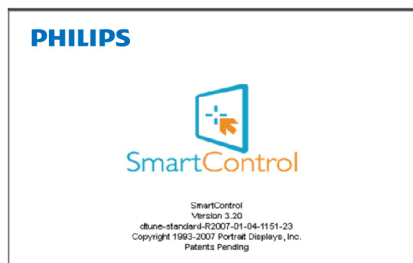 PHILIPS
SmartControl
SmartControl
Version 3.20
dtune-standard-R2007-01-04-1151-23
Copyright 1993-2007 Portrait Displays, Inc.
Patents Pending